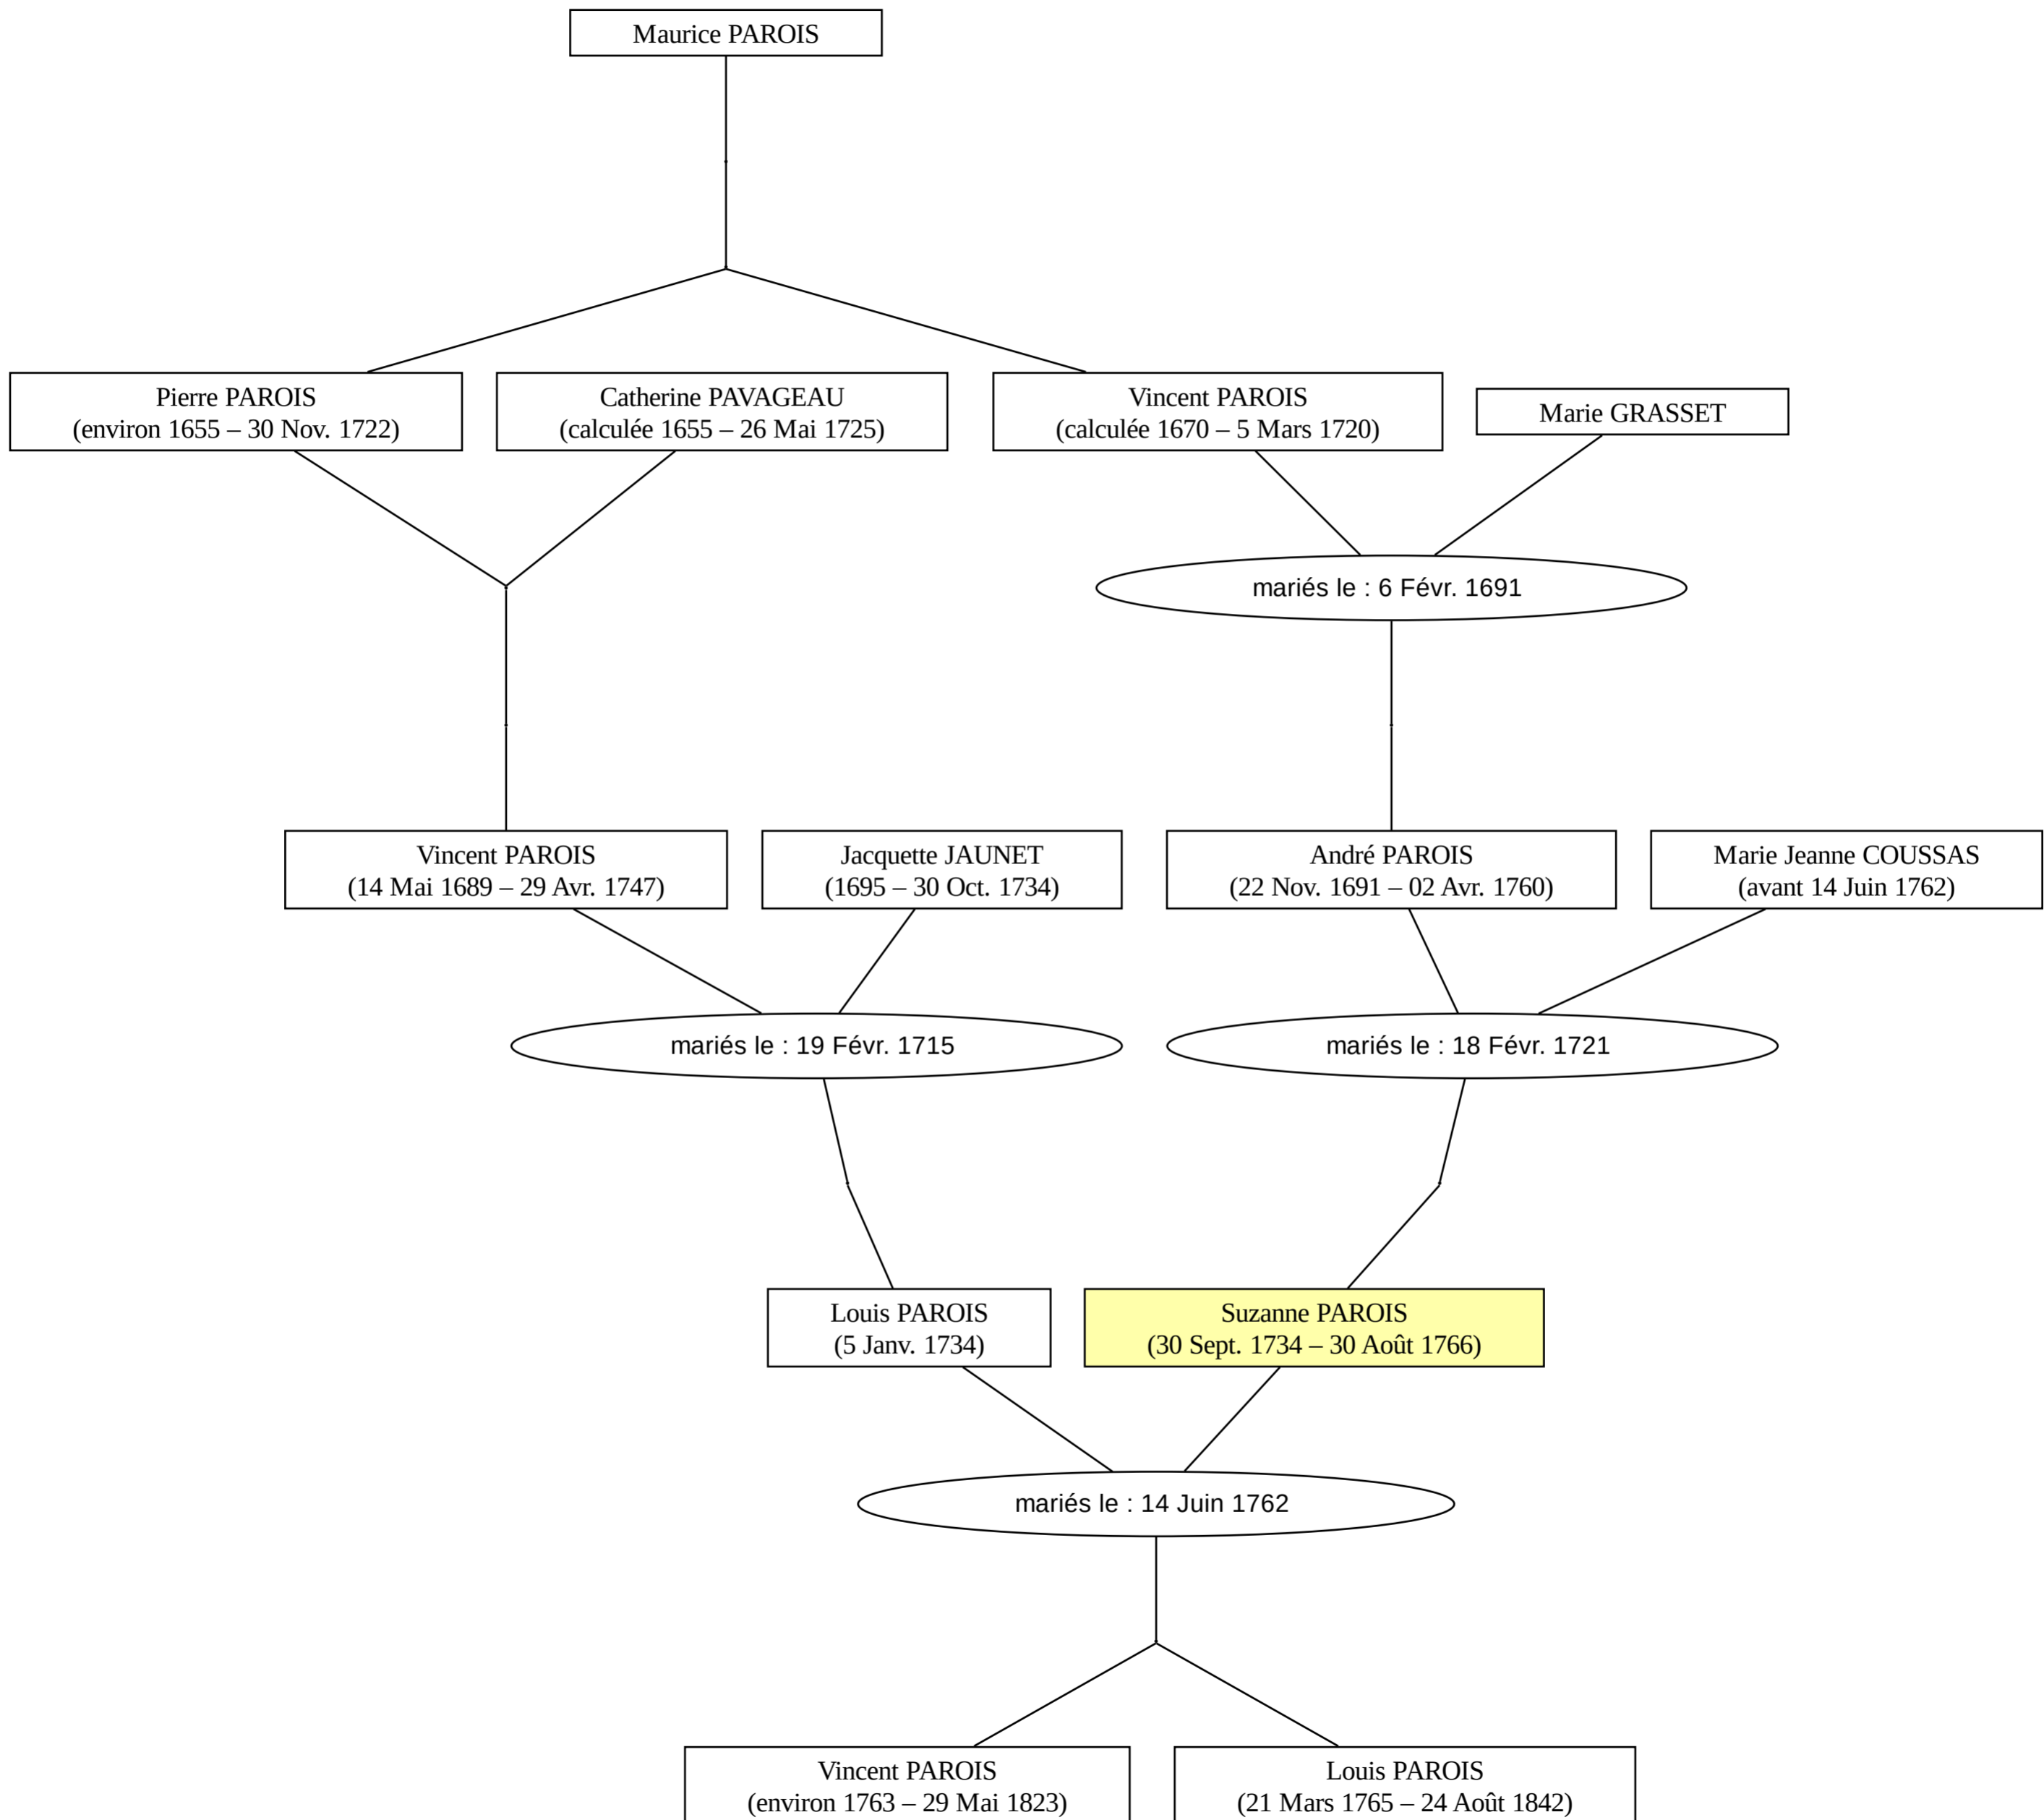 Maurice PAROIS
Pierre PAROIS
(environ 1655 – 30 Nov. 1722)
Catherine PAVAGEAU
(calculée 1655 – 26 Mai 1725)
Vincent PAROIS
(calculée 1670 – 5 Mars 1720)
Marie GRASSET
mariés le : 6 Févr. 1691
Vincent PAROIS
(14 Mai 1689 – 29 Avr. 1747)
Jacquette JAUNET
(1695 – 30 Oct. 1734)
André PAROIS
(22 Nov. 1691 – 02 Avr. 1760)
Marie Jeanne COUSSAS
(avant 14 Juin 1762)
mariés le : 19 Févr. 1715
mariés le : 18 Févr. 1721
Louis PAROIS
(5 Janv. 1734)
Suzanne PAROIS
(30 Sept. 1734 – 30 Août 1766)
mariés le : 14 Juin 1762
Vincent PAROIS
(environ 1763 – 29 Mai 1823)
Louis PAROIS
(21 Mars 1765 – 24 Août 1842)